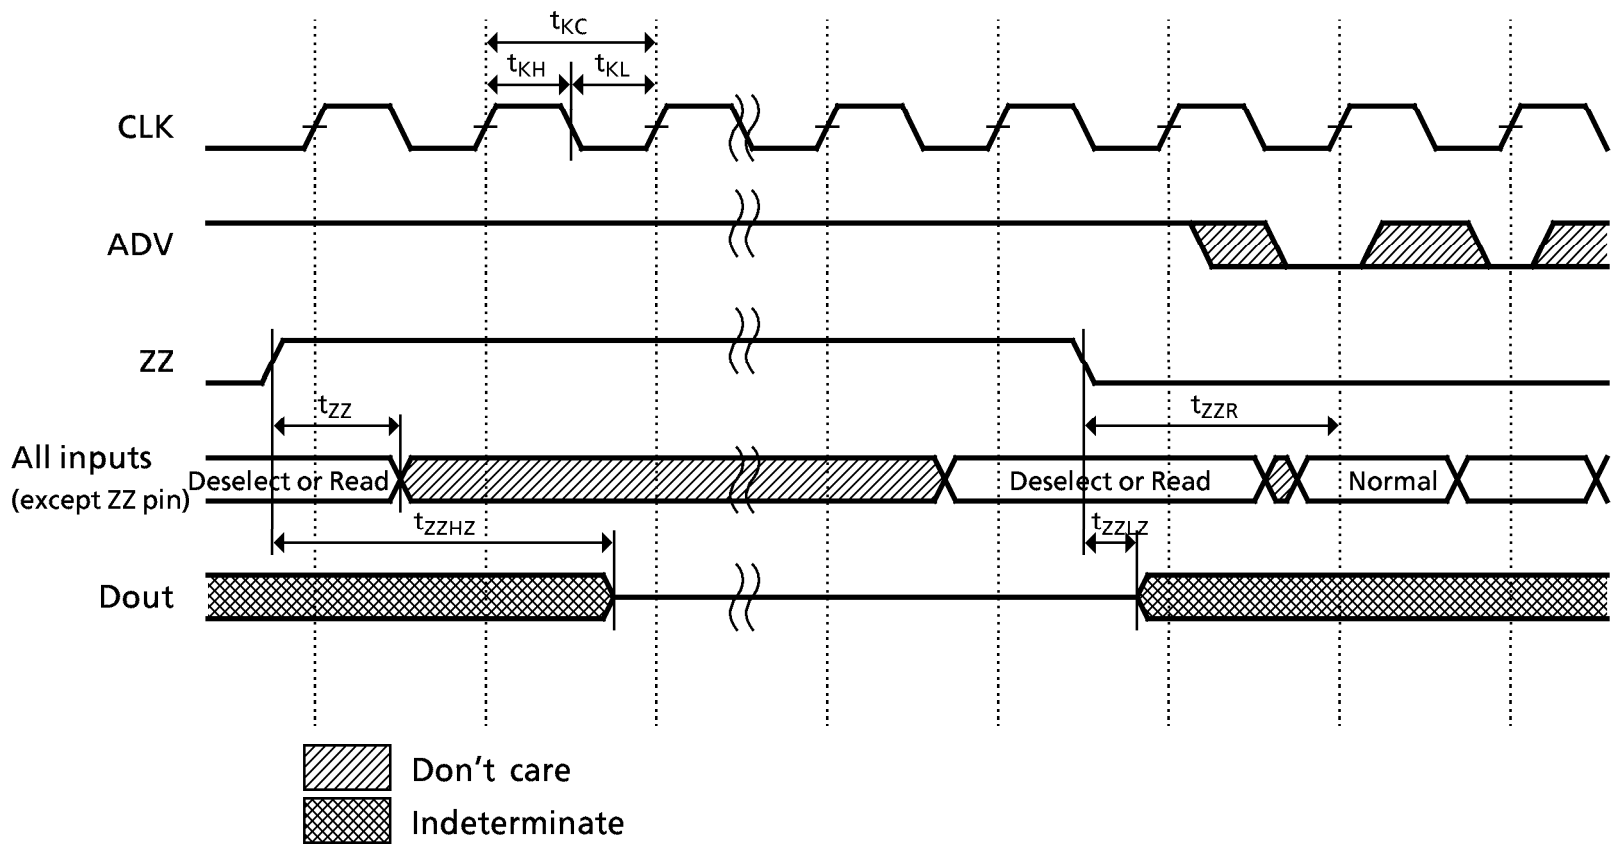 tKC
tKH tKL
CLK
ADV
ZZ
tZZ tZZR
All inputs
(except ZZ pin)
Deselect or Read Deselect or Read Normal
tZZHZ tZZLZ
Dout
Don't care
Indeterminate